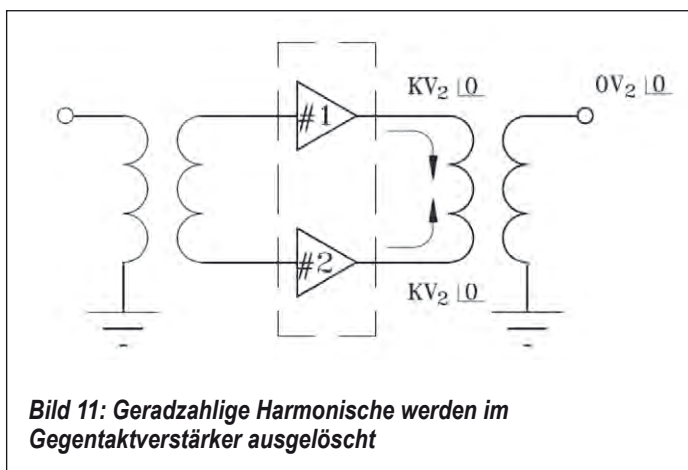 KV₂ |0
0V₂ |0
#1
#2
KV₂ |0
Bild 11: Geradzahlige Harmonische werden im
Gegentaktverstärker ausgelöscht